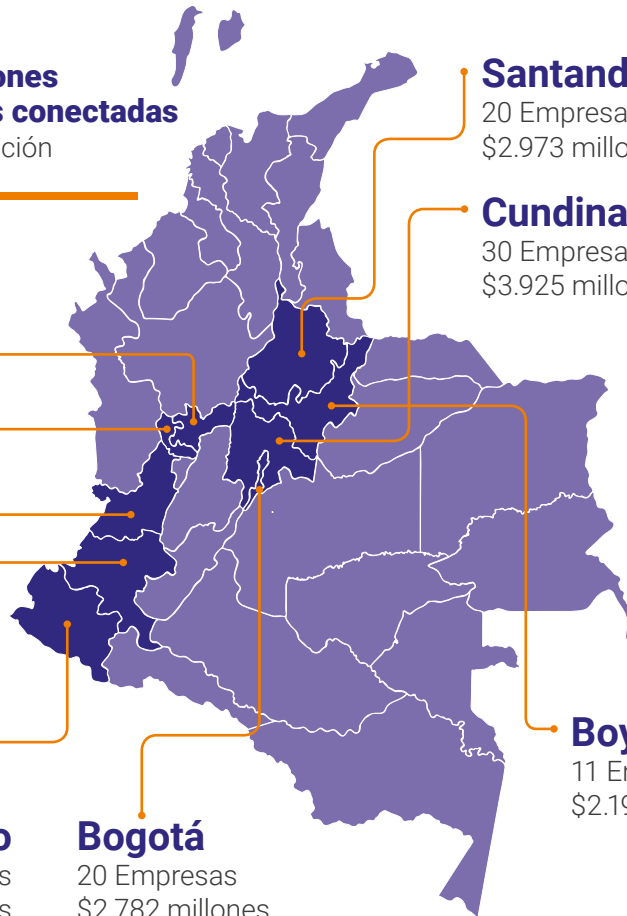 ones
s conectadas
ción
Santand
20 Empresa
$2.973 millo
Cundina
30 Empresa
$3.925 millo
Boy
11 E
$2.19
o
s
s
Bogotá
20 Empresas
$2.782 millones